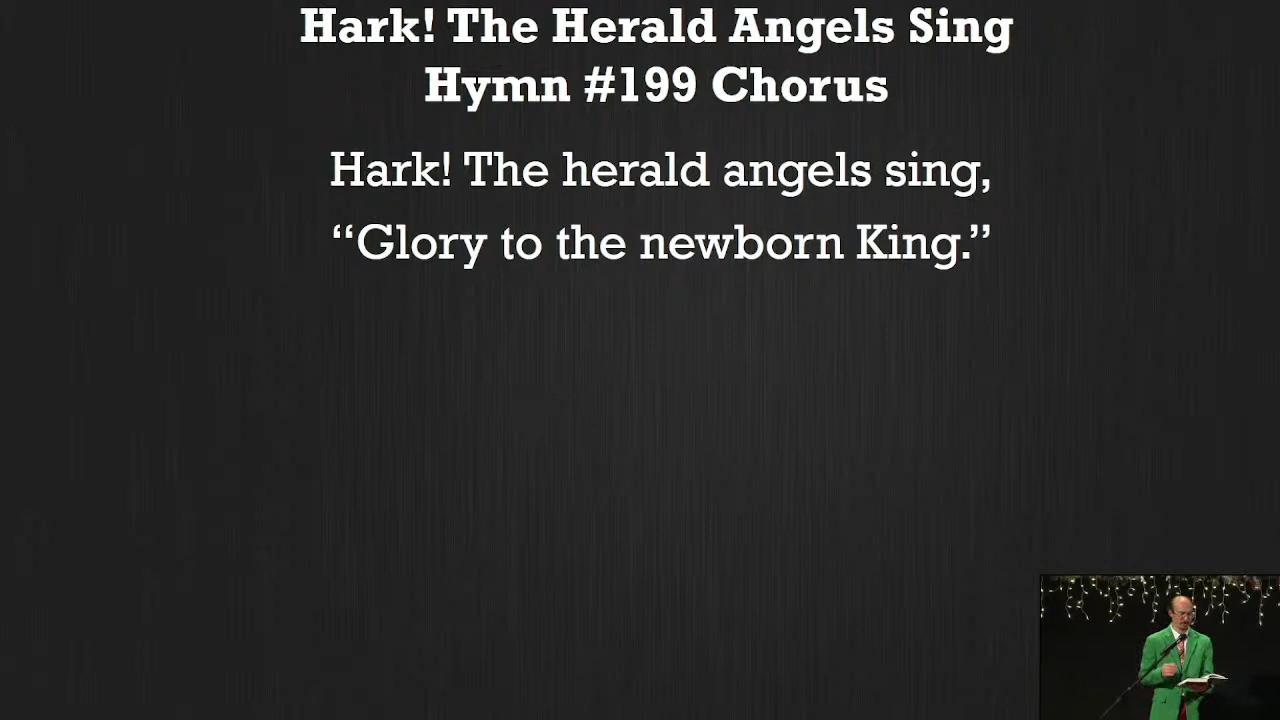 Hark! The Herald Angels Sing
Hymn #199 Chorus
Hark! The herald angels sing,
“Glory to the newborn King.”